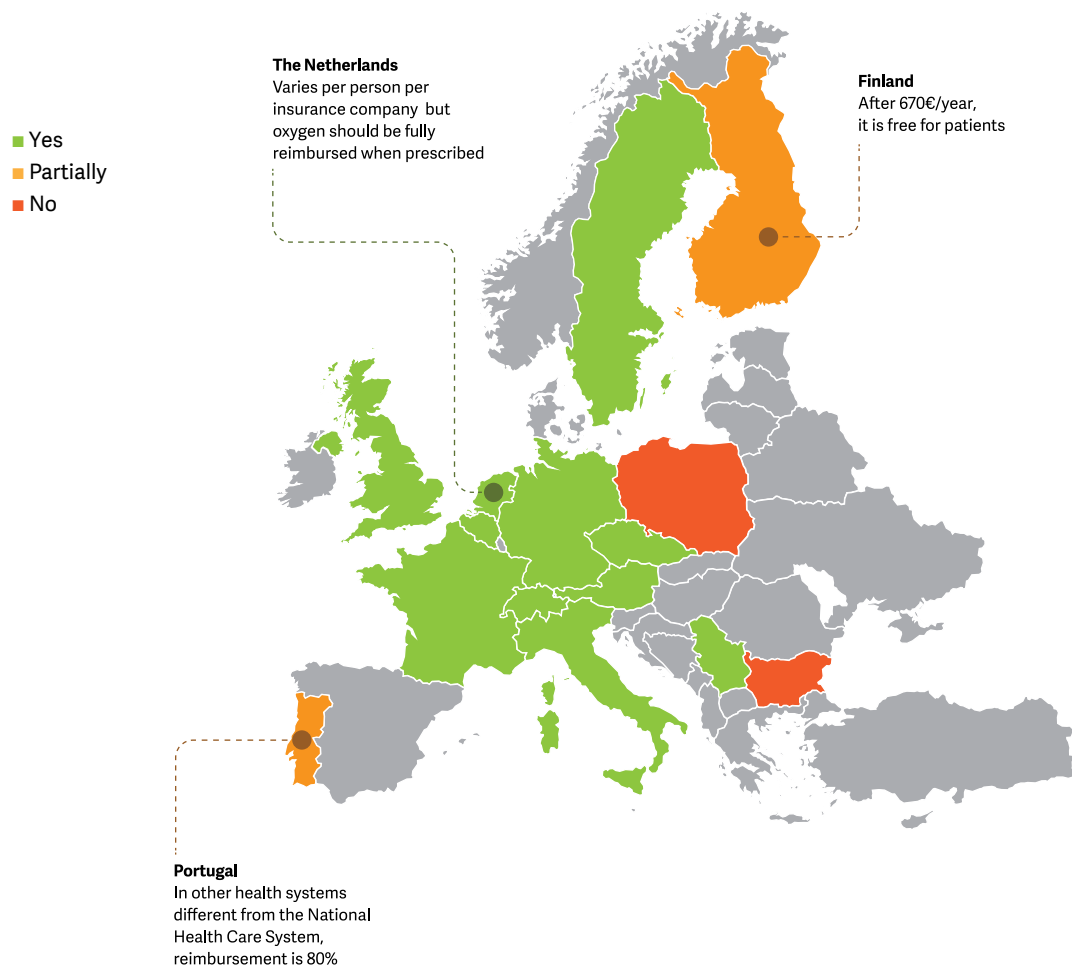 The Netherlands
Varies per person per
insurance company but
oxygen should be fully
reimbursed when prescribed
Finland
After 670€/year,
it is free for patients
Yes
Partially
No
Portugal
In other health systems
different from the National
Health Care System,
reimbursement is 80%